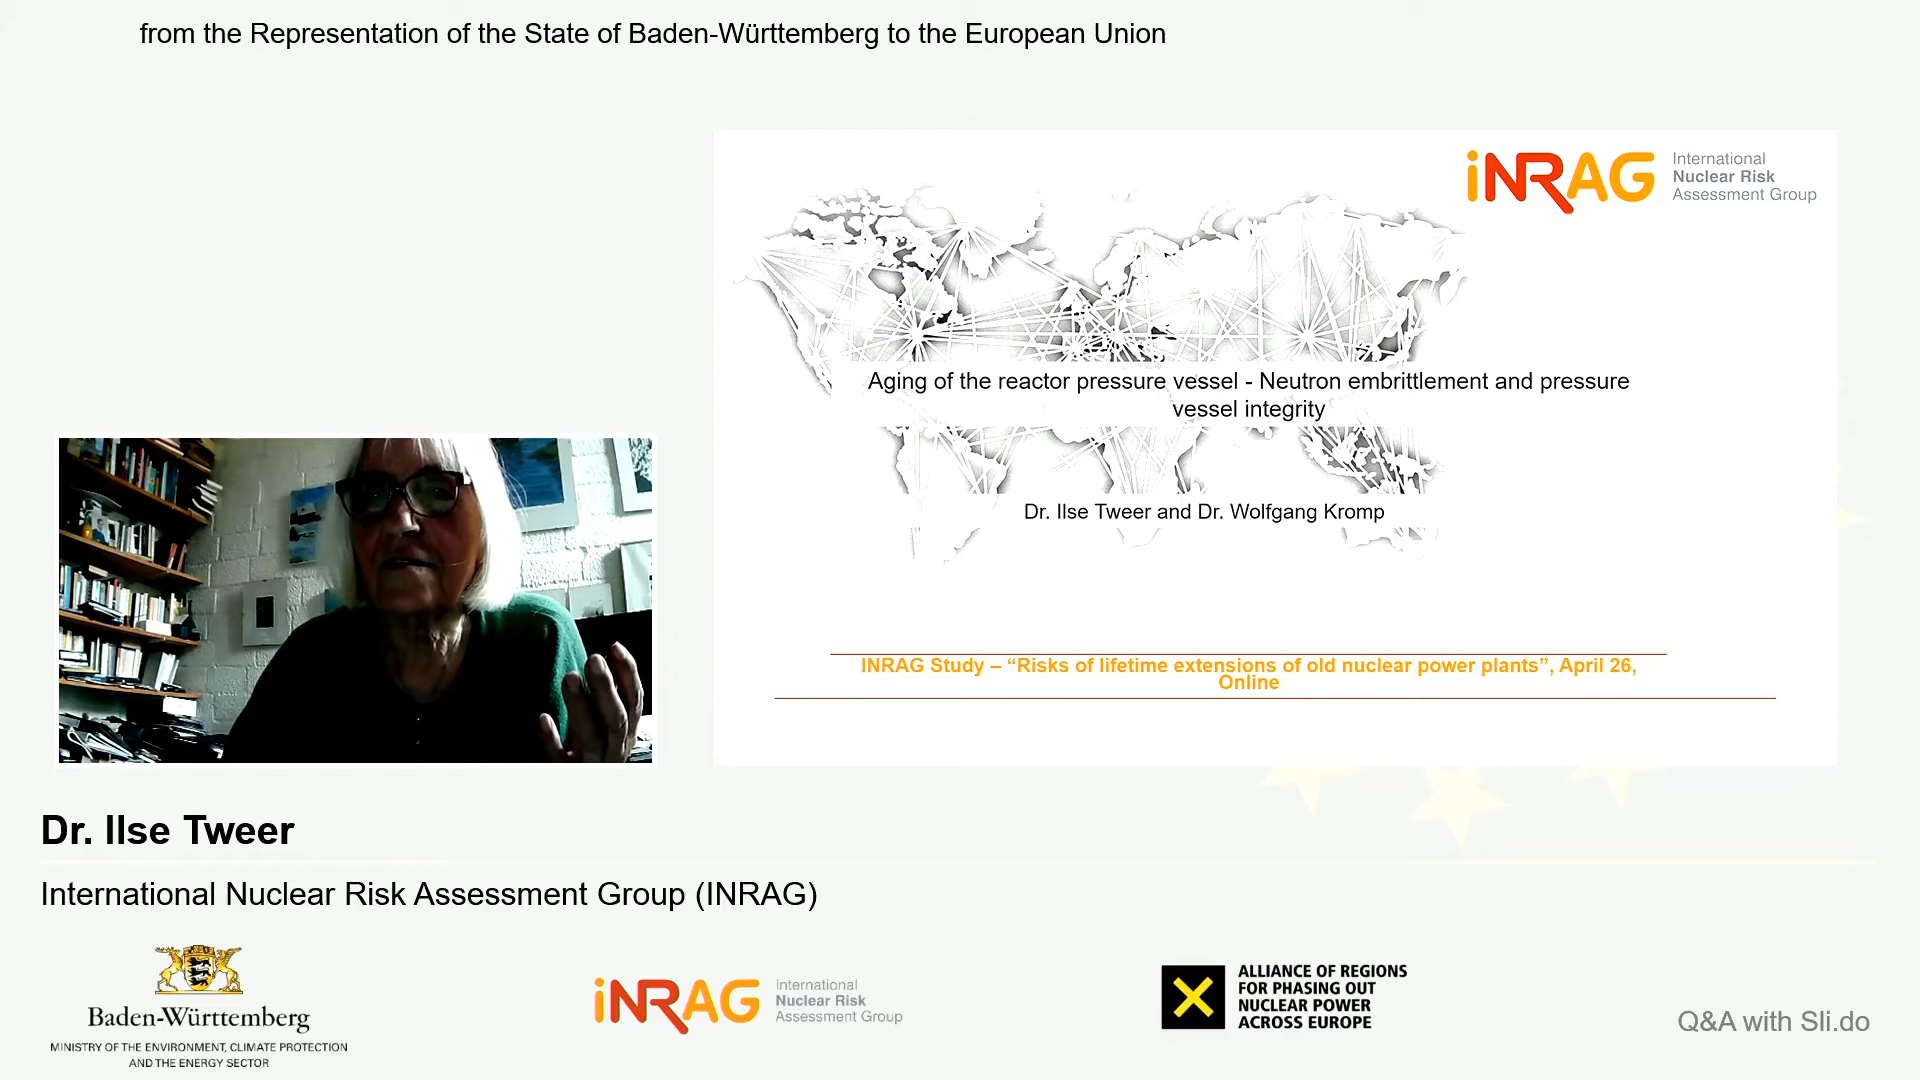 from the Representation of the State of Baden-Württemberg to the European Union
iNRAG
International
Nuclear Risk
Assessment Group
Aging of the reactor pressure vessel - Neutron embrittlement and pressure
vessel integrity
Dr. Ilse Tweer and Dr. Wolfgang Kromp
INRAG Study – “Risks of lifetime extensions of old nuclear power plants”, April 26,
Online
Dr. Ilse Tweer
International Nuclear Risk Assessment Group (INRAG)
Baden-Württemberg
MINISTRY OF THE ENVIRONMENT, CLIMATE PROTECTION
AND THE ENERGY SECTOR
iNRAG
International
Nuclear Risk
Assessment Group
ALLIANCE OF REGIONS
FOR PHASING OUT
NUCLEAR POWER
ACROSS EUROPE
Q&A with Sli.do